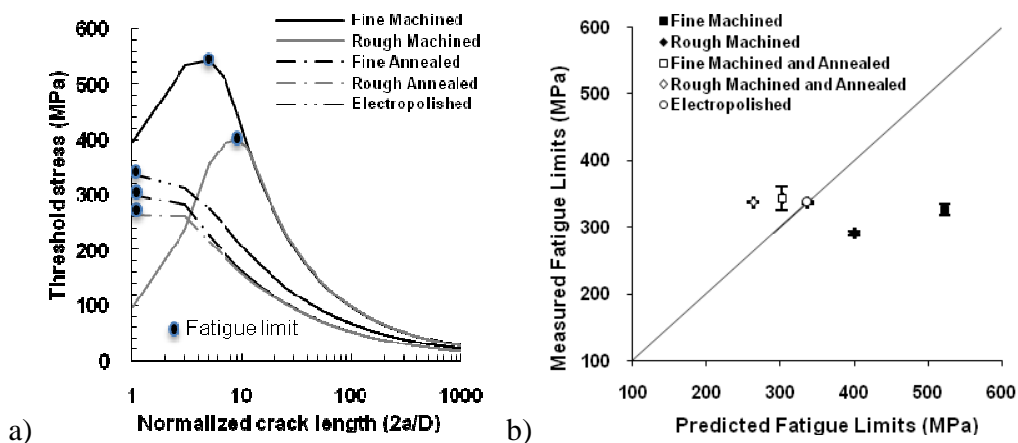 Fine Machined
Rough Machined
Fine Annealed
Rough Annealed
Electropolished
600
500
400
300
200
100
0
Threshold stress (MPa)
Fatigue limit
1
10
100
1000
Normalized crack length (2a/D)
a)
Fine Machined
Rough Machined
Fine Machined and Annealed
Rough Machined and Annealed
Electropolished
600
500
400
300
200
100
Measured Fatigue Limits (MPa)
100
200
300
400
500
600
Predicted Fatigue Limits (MPa)
b)